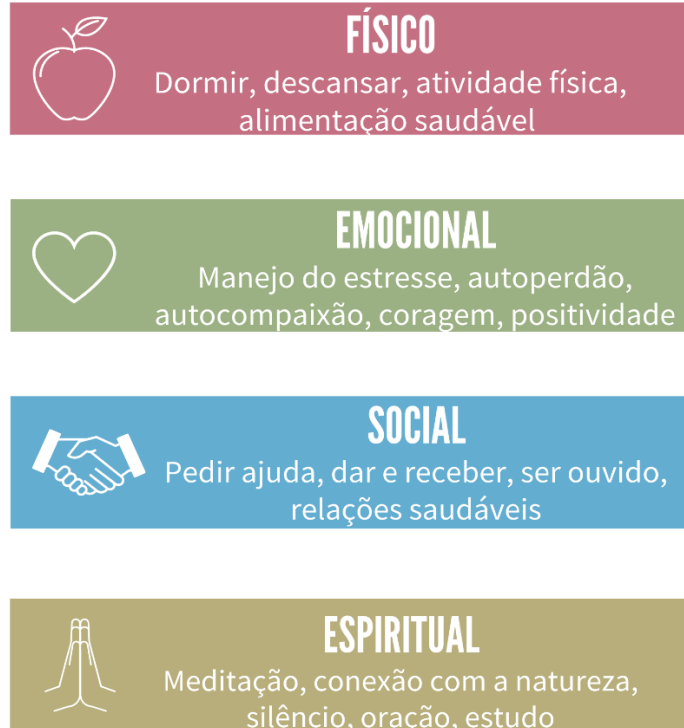 FÍSICO
Dormir, descansar, atividade física,
alimentação saudável
EMOCIONAL
Manejo do estresse, autoperdão,
autocompaixão, coragem, positividade
SOCIAL
Pedir ajuda, dar e receber, ser ouvido,
relações saudáveis
ESPIRITUAL
Meditação, conexão com a natureza,
silêncio, oração, estudo